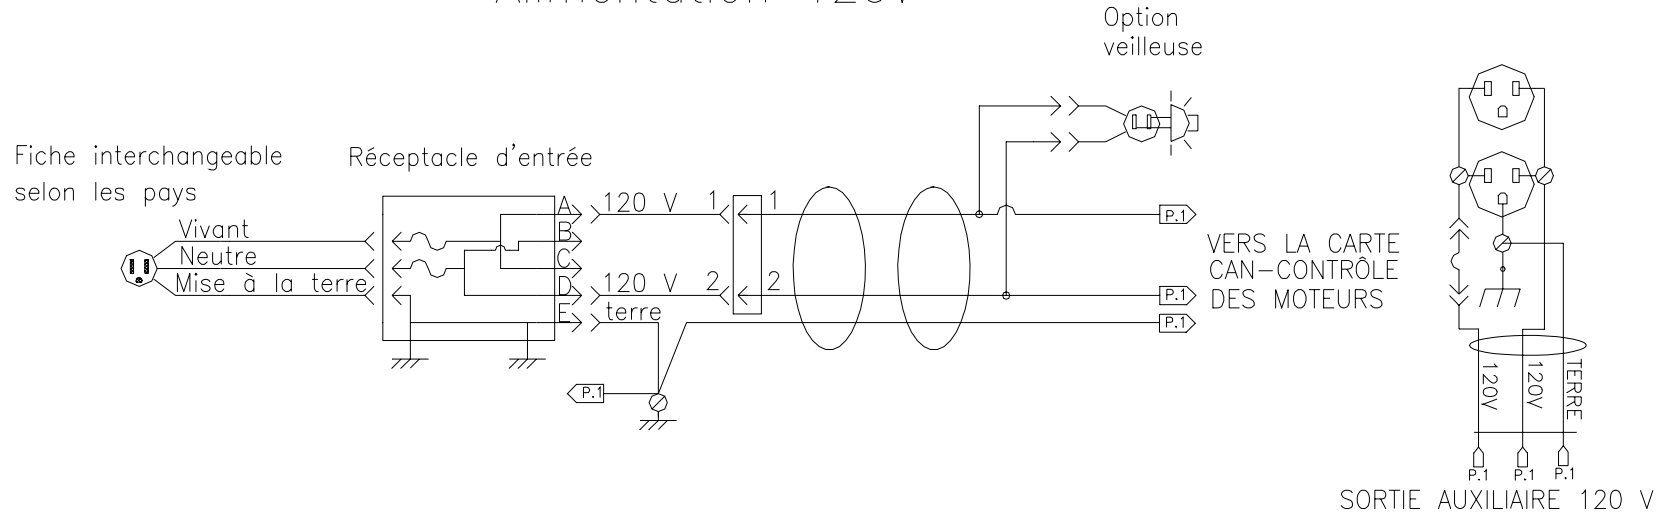 Alimentation 120V
Option
veilleuse
Fiche interchangeable
selon les pays
Réceptacle d'entrée
Vivant
Neutre
Mise à la terre
A
B
C
D
E
120 V
120 V
terre
1
1
2
2
P.1
P.1
P.1
P.1
VERS LA CARTE
CAN-CONTRÔLE
DES MOTEURS
120V
120V
TERRE
P.1
P.1
P.1
SORTIE AUXILIAIRE 120 V